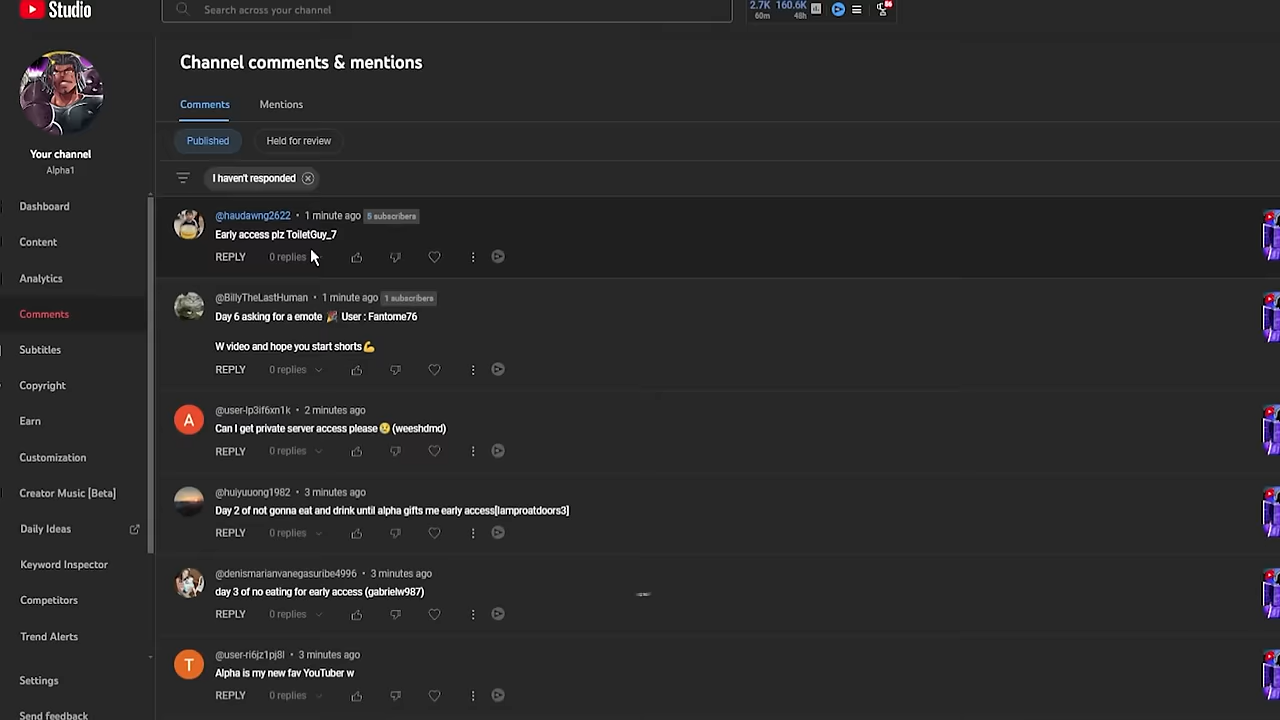 Studio
Search across your channel
2.7K 160.6K
60m 48h
86
Channel comments & mentions
Comments Mentions
Published Held for review
I haven't responded
Your channel
Alpha1
Dashboard
Content
Analytics
Comments
Subtitles
Copyright
Earn
Customization
Creator Music [Beta]
Daily Ideas
Keyword Inspector
Competitors
Trend Alerts
Settings
Send feedback
@haudawng2622 • 1 minute ago 5 subscribers
Early access plz ToiletGuy_7
REPLY 0 replies
@BillyTheLastHuman • 1 minute ago 1 subscribers
Day 6 asking for a emote 🎉 User : Fantome76
W video and hope you start shorts💪
REPLY 0 replies
A
@user-lp3if6xn1k • 2 minutes ago
Can I get private server access please😢(weeshdmd)
REPLY 0 replies
@huiyuuong1982 • 3 minutes ago
Day 2 of not gonna eat and drink until alpha gifts me early access[Iamproatdoors3]
REPLY 0 replies
@denismarianvanegasuribe4996 • 3 minutes ago
day 3 of no eating for early access (gabrielw987)
REPLY 0 replies
T
@user-ri6jz1pj8l • 3 minutes ago
Alpha is my new fav YouTuber w
REPLY 0 replies